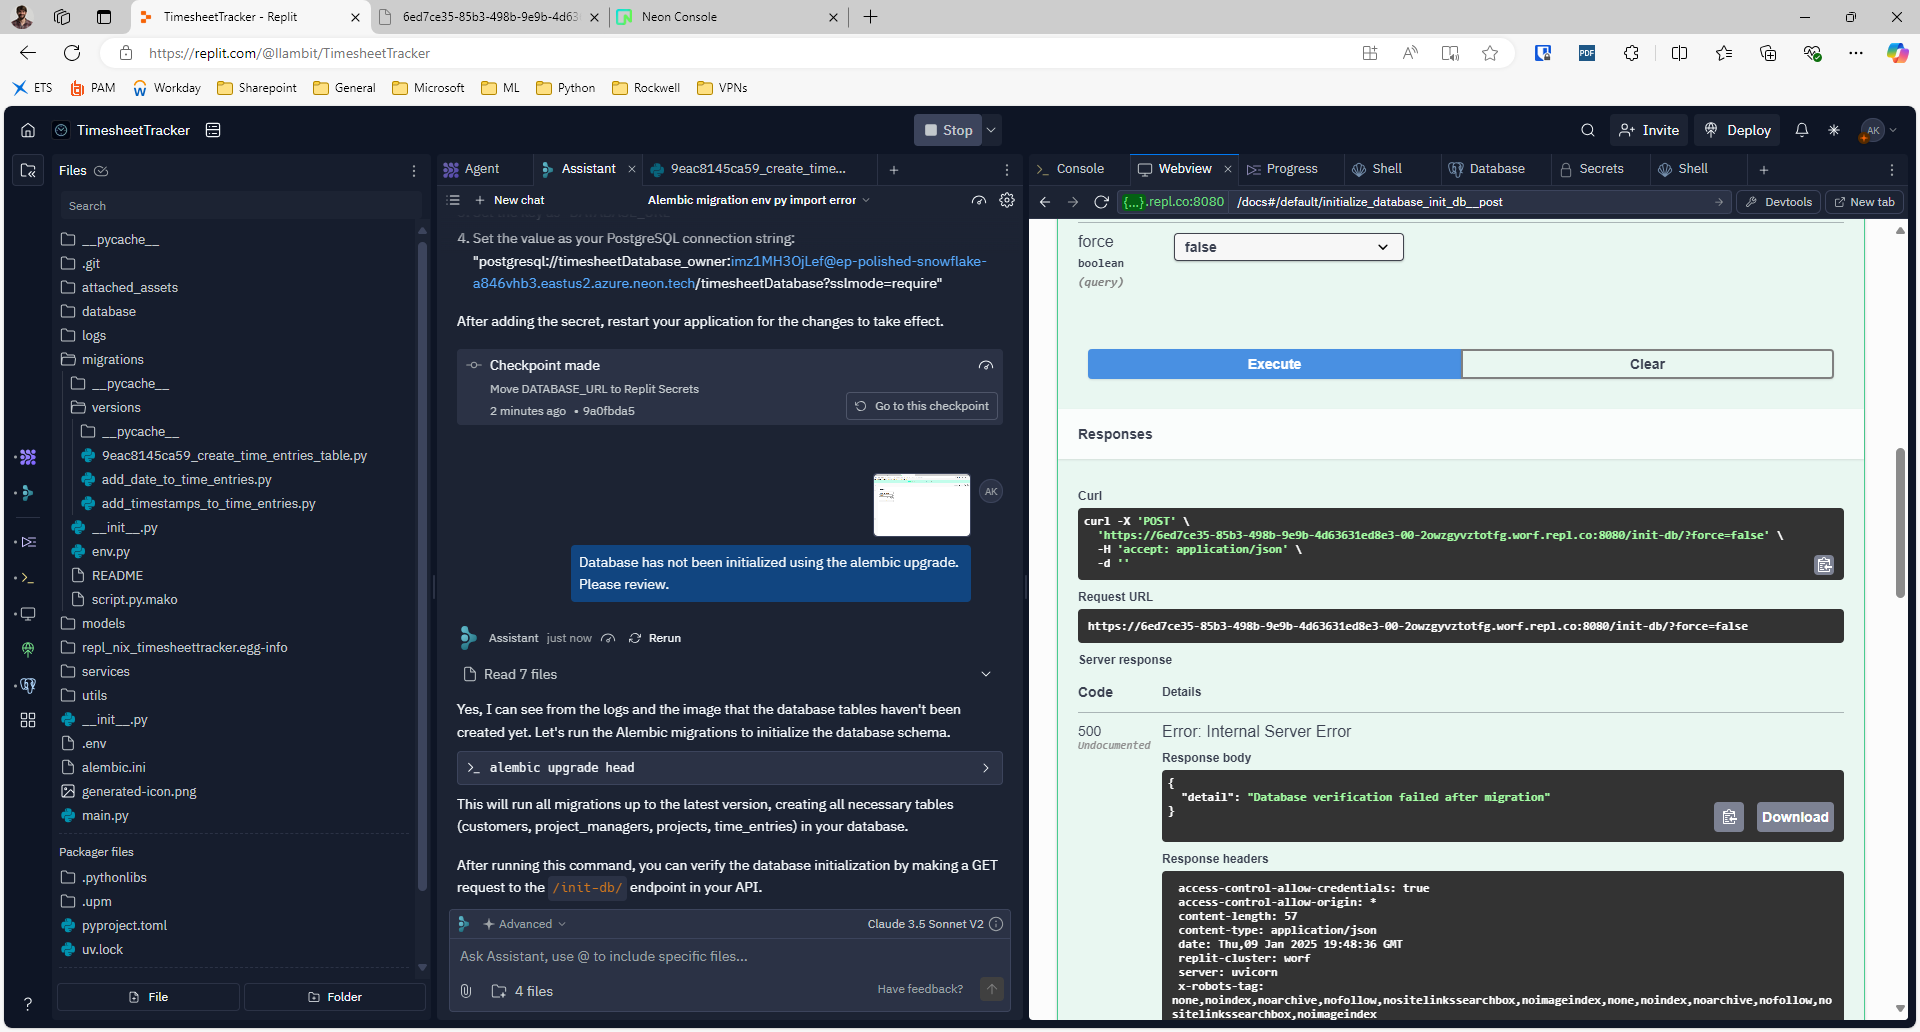 TimesheetTracker - Replit
6ed7ce35-85b3-498b-9e9b-4d63
Neon Console
https://replit.com/@llambit/TimesheetTracker
ETS
PAM
Workday
Sharepoint
General
Microsoft
ML
Python
Rockwell
VPNs
TimesheetTracker
Stop
Invite
Deploy
AK
Files
Search
__pycache__
.git
attached_assets
database
logs
migrations
__pycache__
versions
__pycache__
9eac8145ca59_create_time_entries_table.py
add_date_to_time_entries.py
add_timestamps_to_time_entries.py
__init__.py
env.py
README
script.py.mako
models
repl_nix_timesheettracker.egg-info
services
utils
__init__.py
.env
alembic.ini
generated-icon.png
main.py
Packager files
.pythonlibs
.upm
pyproject.toml
uv.lock
File
Folder
Agent
Assistant
9eac8145ca59_create_time...
New chat
Alembic migration env py import error
4. Set the value as your PostgreSQL connection string:
"postgresql://timesheetDatabase_owner:imz1MH3OjLef@ep-polished-snowflake-
a846vhb3.eastus2.azure.neon.tech/timesheetDatabase?sslmode=require"
After adding the secret, restart your application for the changes to take effect.
Checkpoint made
Move DATABASE_URL to Replit Secrets
2 minutes ago • 9a0fbda5
Go to this checkpoint
AK
Database has not been initialized using the alembic upgrade.
Please review.
Assistant just now
Rerun
Read 7 files
Yes, I can see from the logs and the image that the database tables haven't been
created yet. Let's run the Alembic migrations to initialize the database schema.
>_ alembic upgrade head
This will run all migrations up to the latest version, creating all necessary tables
(customers, project_managers, projects, time_entries) in your database.
After running this command, you can verify the database initialization by making a GET
request to the /init-db/ endpoint in your API.
Advanced
Claude 3.5 Sonnet V2
Ask Assistant, use @ to include specific files...
4 files
Have feedback?
Console
Webview
Progress
Shell
Database
Secrets
Shell
{...}.repl.co:8080
/docs#/default/initialize_database_init_db__post
Devtools
New tab
force
boolean
(query)
false
Execute
Clear
Responses
Curl
curl -X 'POST' \
'https://6ed7ce35-85b3-498b-9e9b-4d63631ed8e3-00-2owzgyvztotfg.worf.repl.co:8080/init-db/?force=false' \
-H 'accept: application/json' \
-d ''
Request URL
https://6ed7ce35-85b3-498b-9e9b-4d63631ed8e3-00-2owzgyvztotfg.worf.repl.co:8080/init-db/?force=false
Server response
Code
Details
500
Undocumented
Error: Internal Server Error
Response body
{
"detail": "Database verification failed after migration"
}
Download
Response headers
access-control-allow-credentials: true
access-control-allow-origin: *
content-length: 57
content-type: application/json
date: Thu,09 Jan 2025 19:48:36 GMT
replit-cluster: worf
server: uvicorn
x-robots-tag:
none,noindex,noarchive,nofollow,nositelinkssearchbox,noimageindex,none,noindex,noarchive,nofollow,no
sitelinkssearchbox,noimageindex